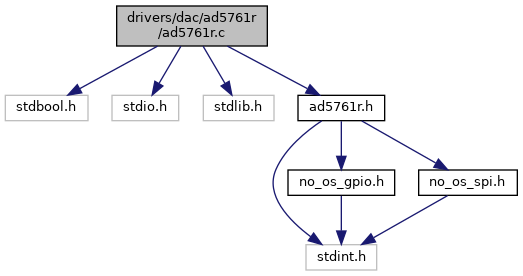 drivers/dac/ad5761r
/ad5761r.c
stdbool.h
stdio.h
stdlib.h
ad5761r.h
no_os_gpio.h
no_os_spi.h
stdint.h